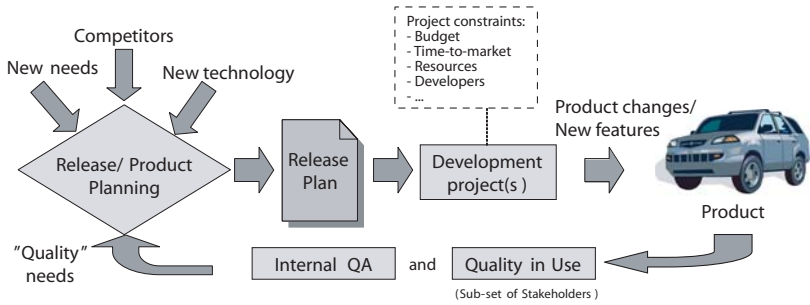 Competitors
New needs
New technology
Release/ Product
Planning
Release
Plan
Project constraints:
- Budget
- Time-to-market
- Resources
- Developers
- ...
Development
project(s )
Product changes/
New features
Product
"Quality"
needs
Internal QA
and
Quality in Use
(Sub-set of Stakeholders )